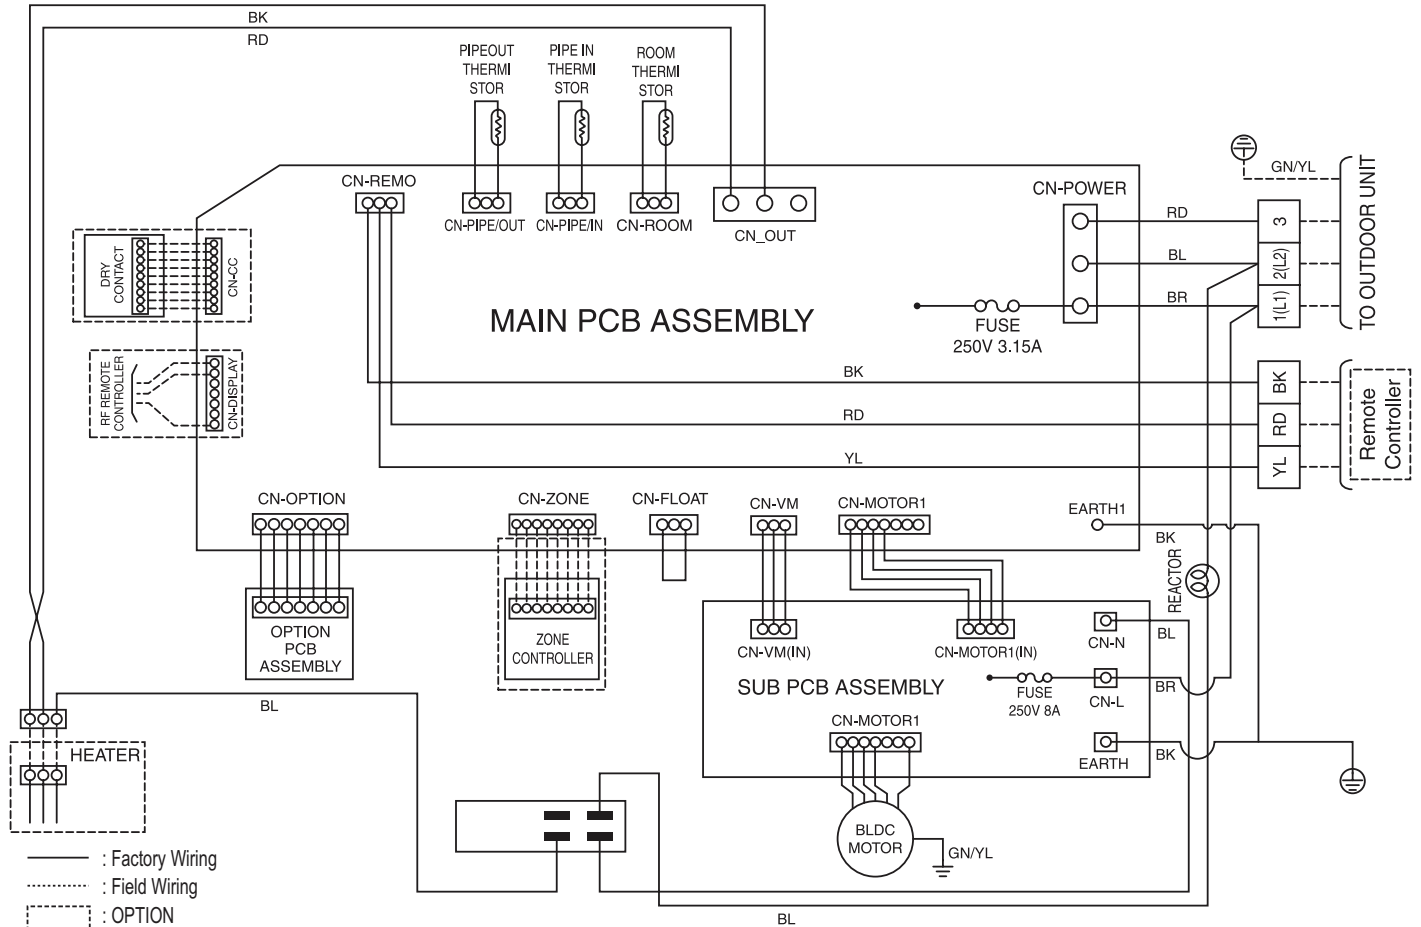 BK
RD
PIPEOUT
THERMI
STOR
PIPE IN
THERMI
STOR
ROOM
THERMI
STOR
CN-REMO
CN-PIPE/OUT
CN-PIPE/IN
CN-ROOM
CN_OUT
CN-POWER
GN/YL
RD
BL
BR
3
2(L2)
1(L1)
TO OUTDOOR UNIT
DRY
CONTACT
CN-CC
MAIN PCB ASSEMBLY
FUSE
250V 3.15A
RF REMOTE
CONTROLLER
CN-DISPLAY
BK
RD
YL
BK
RD
YL
Remote
Controller
CN-OPTION
CN-ZONE
CN-FLOAT
CN-VM
CN-MOTOR1
EARTH1
BK
REACTOR
OPTION
PCB
ASSEMBLY
ZONE
CONTROLLER
CN-VM(IN)
CN-MOTOR1(IN)
CN-N
BL
SUB PCB ASSEMBLY
FUSE
250V 8A
CN-L
BR
BL
CN-MOTOR1
EARTH
BK
HEATER
BLDC
MOTOR
GN/YL
BL
: Factory Wiring
: Field Wiring
: OPTION